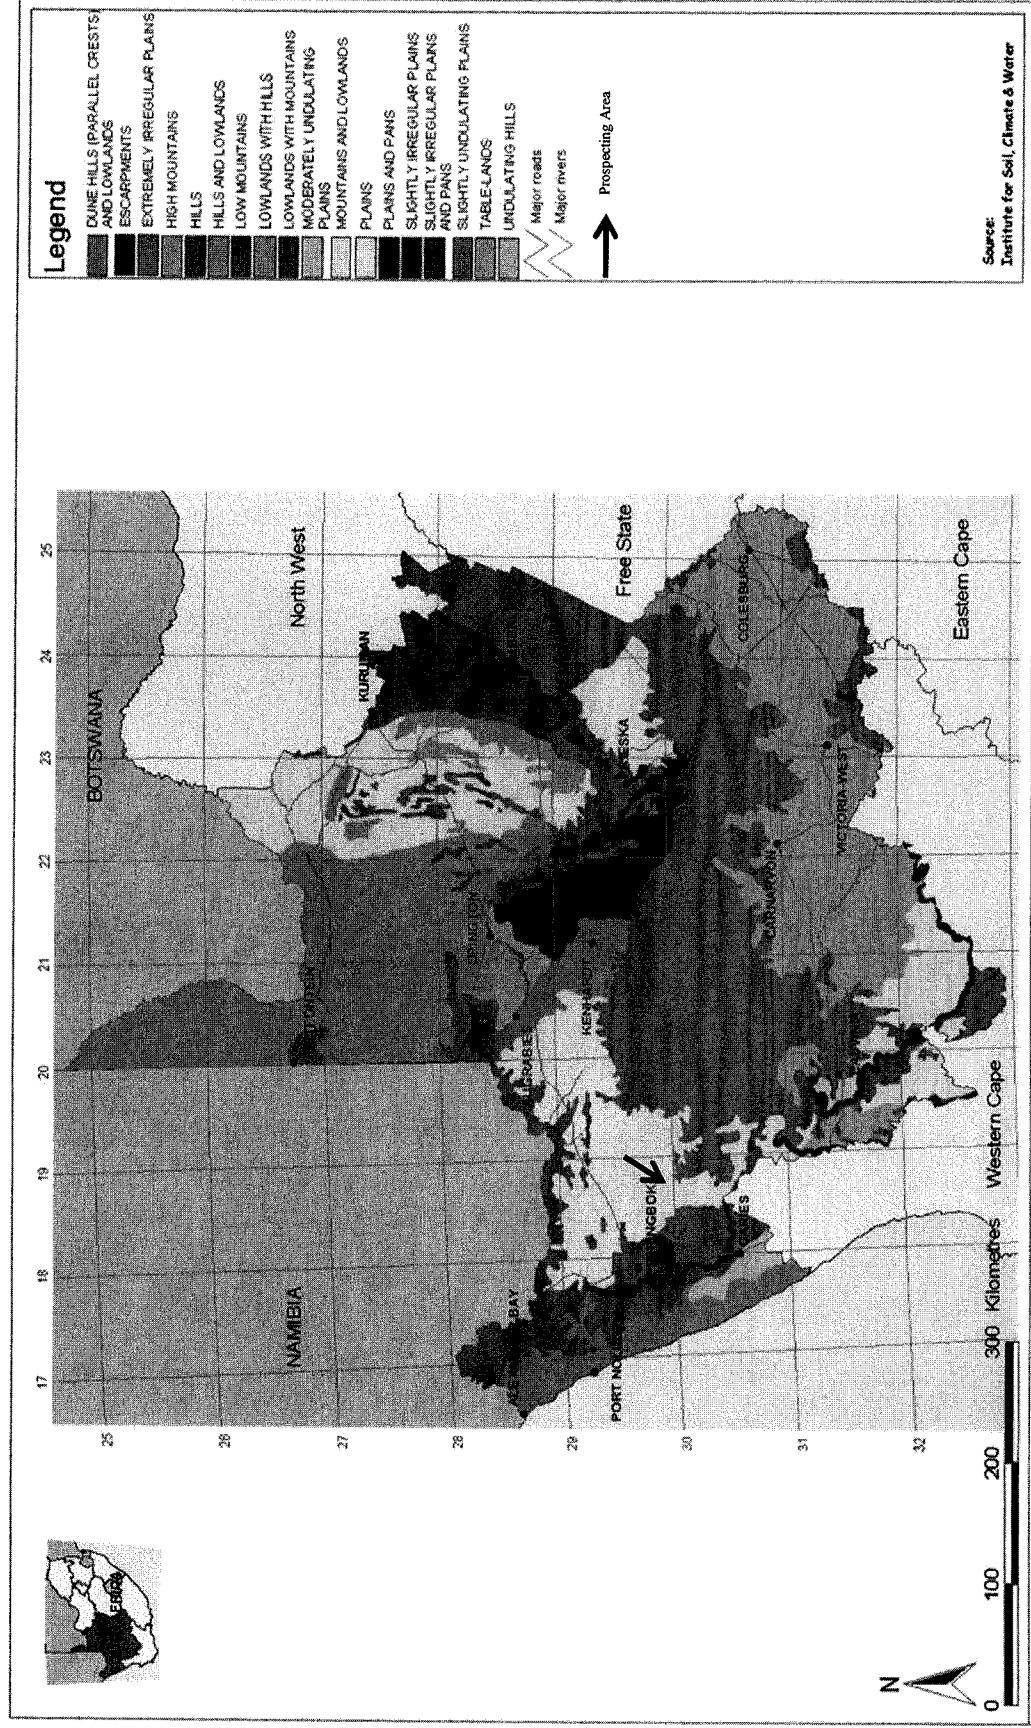 Legend
DUNE HILLS (PARALLEL CRESTS)
AND LOWLANDS
ESCARPMENTS
EXTREMELY IRREGULAR PLAINS
HIGH MOUNTAINS
HILLS
HILLS AND LOWLANDS
LOW MOUNTAINS
LOWLANDS WITH HILLS
LOWLANDS WITH MOUNTAINS
MODERATELY UNDULATING
PLAINS
MOUNTAINS AND LOWLANDS
PLAINS
PLAINS AND PANS
SLIGHTLY IRREGULAR PLAINS
SLIGHTLY IRREGULAR PLAINS
AND PANS
SLIGHTLY UNDULATING PLAINS
TABLE-LANDS
UNDULATING HILLS
Major roads
Major rivers
Prospecting Area
Source:
Institute for Soil, Climate & Water
17
18
19
20
21
22
23
24
25
25
26
27
28
29
30
31
32
NAMIBIA
BOTSWANA
North West
Free State
Eastern Cape
Western Cape
KURUMAN
COLESBURG
VICTORIA WEST
CARNARVON
KENHARDT
PORT NOL
BAY
N
0
100
200
300 Kilometres